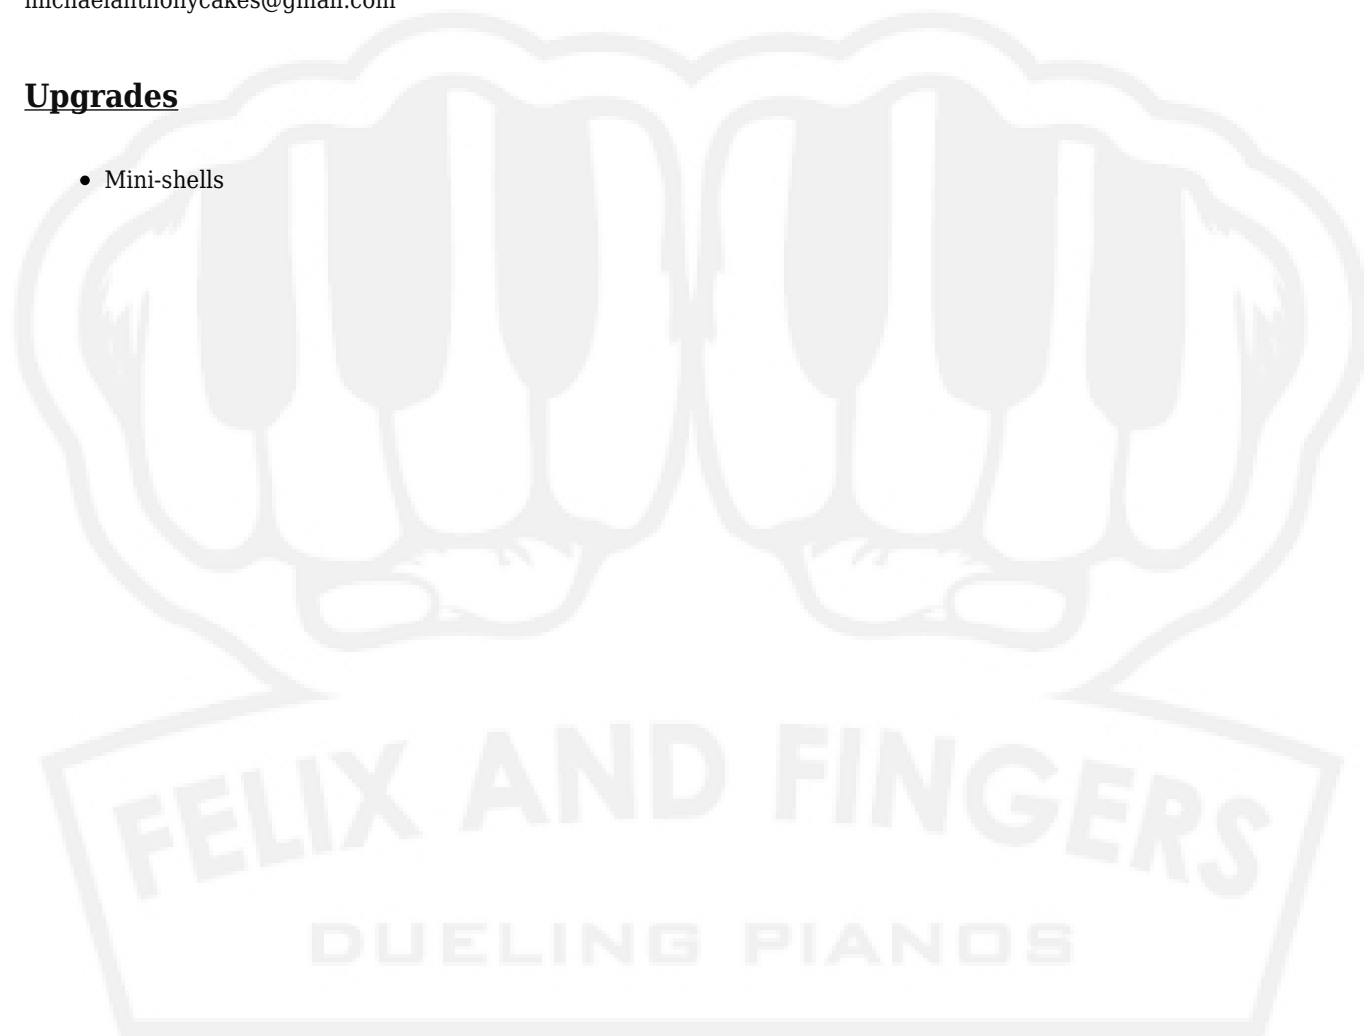 michaelanthonycakes@gmail.com
Upgrades
Mini-shells
FELIX AND FINGERS
DUELING PIANOS